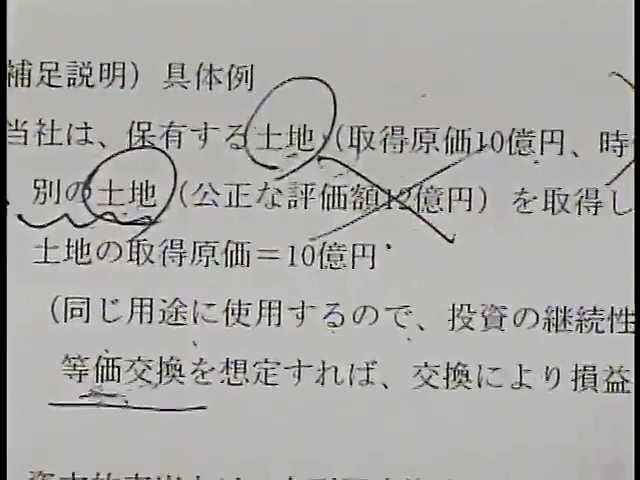 補足説明）具体例
当社は、保有する土地（取得原価10億円、時
別の土地（公正な評価額12億円）を取得し
土地の取得原価＝10億円
（同じ用途に使用するので、投資の継続性
等価交換を想定すれば、交換により損益